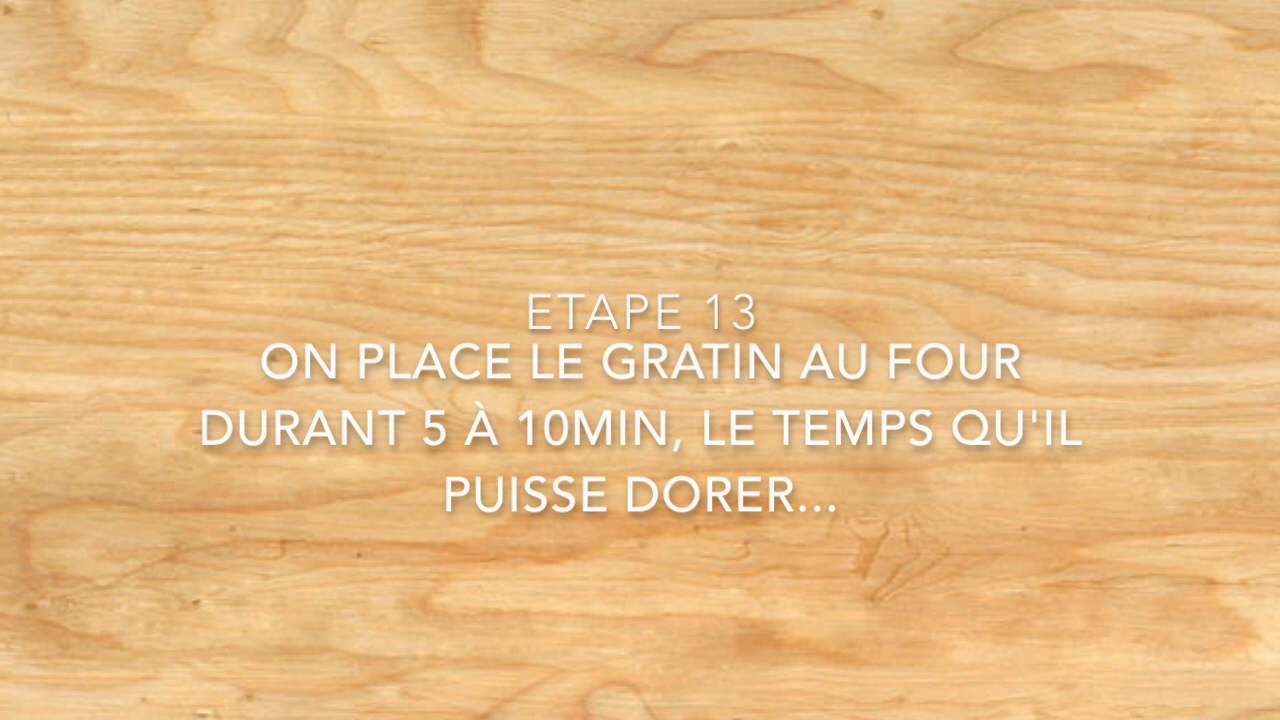 ETAPE 13
ON PLACE LE GRATIN AU FOUR
DURANT 5 À 10MIN, LE TEMPS QU'IL
PUISSE DORER...